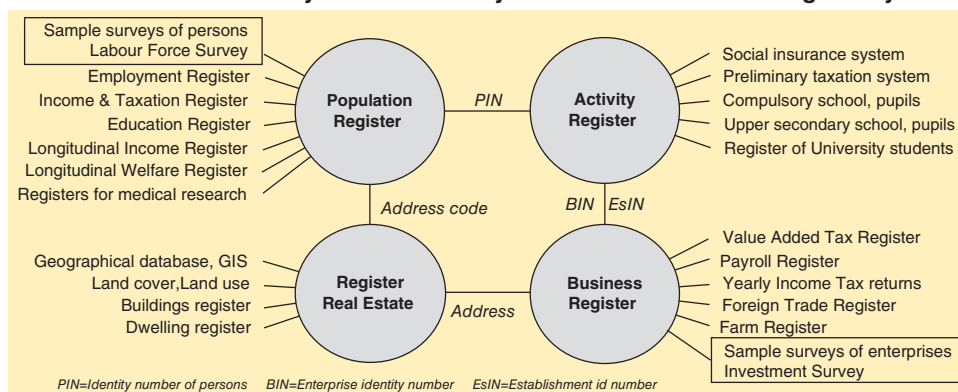 Sample surveys of persons
Labour Force Survey
Employment Register
Income & Taxation Register
Education Register
Longitudinal Income Register
Longitudinal Welfare Register
Registers for medical research
Population
Register
PIN
Activity
Register
Social insurance system
Preliminary taxation system
Compulsory school, pupils
Upper secondary school, pupils
Register of University students
Address code
BIN
EsIN
Geographical database, GIS
Land cover,Land use
Buildings register
Dwelling register
Register
Real Estate
Address
Business
Register
Value Added Tax Register
Payroll Register
Yearly Income Tax returns
Foreign Trade Register
Farm Register
Sample surveys of enterprises
Investment Survey
PIN=Identity number of persons BIN=Enterprise identity number EsIN=Establishment id number